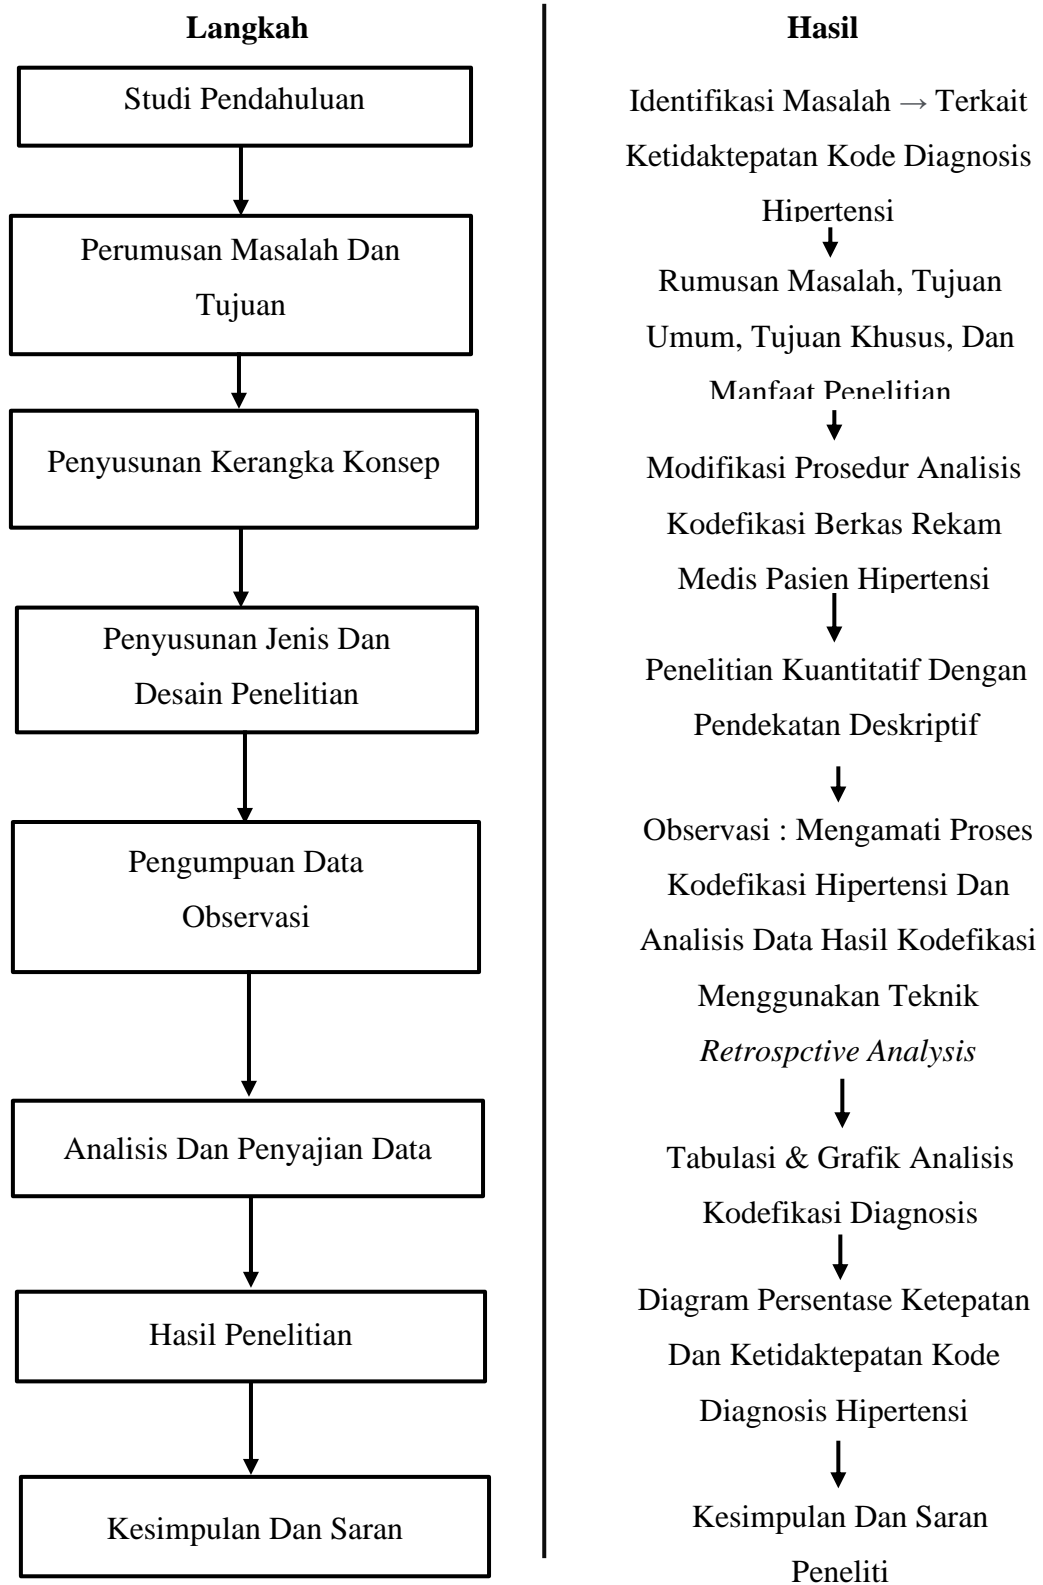 Langkah
Studi Pendahuluan
Perumusan Masalah Dan
Tujuan
Penyusunan Kerangka Konsep
Penyusunan Jenis Dan
Desain Penelitian
Pengumpuan Data
Observasi
Analisis Dan Penyajian Data
Hasil Penelitian
Kesimpulan Dan Saran
Hasil
Identifikasi Masalah → Terkait
Ketidaktepatan Kode Diagnosis
Hipertensi
Rumusan Masalah, Tujuan
Umum, Tujuan Khusus, Dan
Manfaat Penelitian
Modifikasi Prosedur Analisis
Kodefikasi Berkas Rekam
Medis Pasien Hipertensi
Penelitian Kuantitatif Dengan
Pendekatan Deskriptif
Observasi : Mengamati Proses
Kodefikasi Hipertensi Dan
Analisis Data Hasil Kodefikasi
Menggunakan Teknik
Retrospctive Analysis
Tabulasi & Grafik Analisis
Kodefikasi Diagnosis
Diagram Persentase Ketepatan
Dan Ketidaktepatan Kode
Diagnosis Hipertensi
Kesimpulan Dan Saran
Peneliti